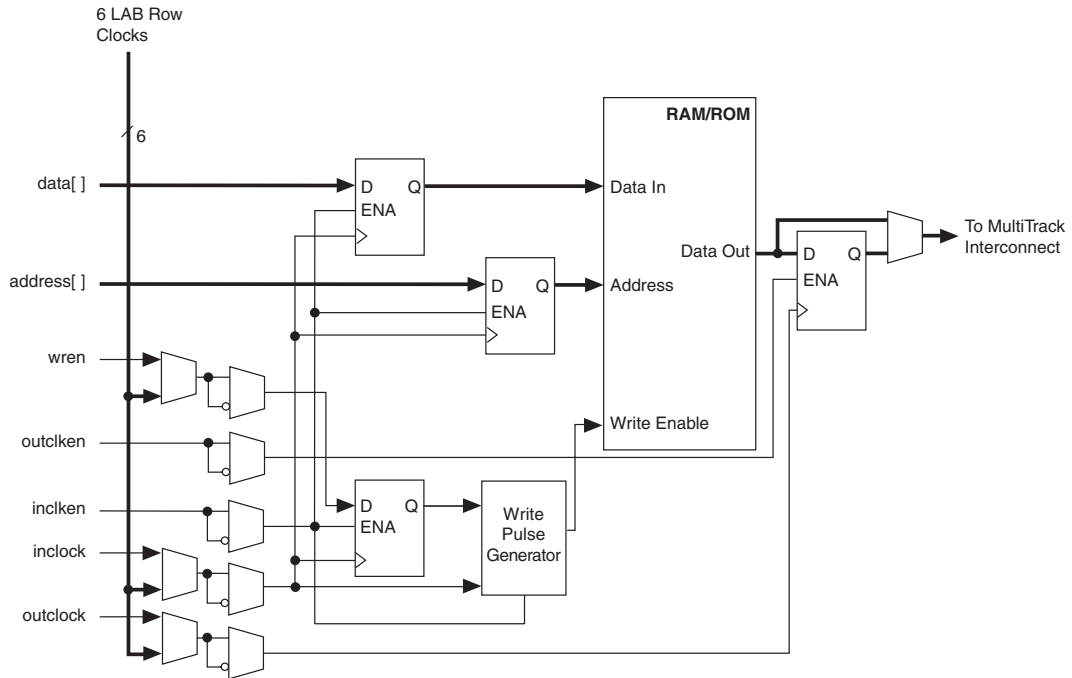 6 LAB Row
Clocks
6
RAM/ROM
data[ ]
D Q
ENA
Data In
Data Out
D Q
ENA
To MultiTrack
Interconnect
address[ ]
D Q
ENA
Address
wren
Write Enable
outclken
inclken
D Q
ENA
Write
Pulse
Generator
inclock
outclock